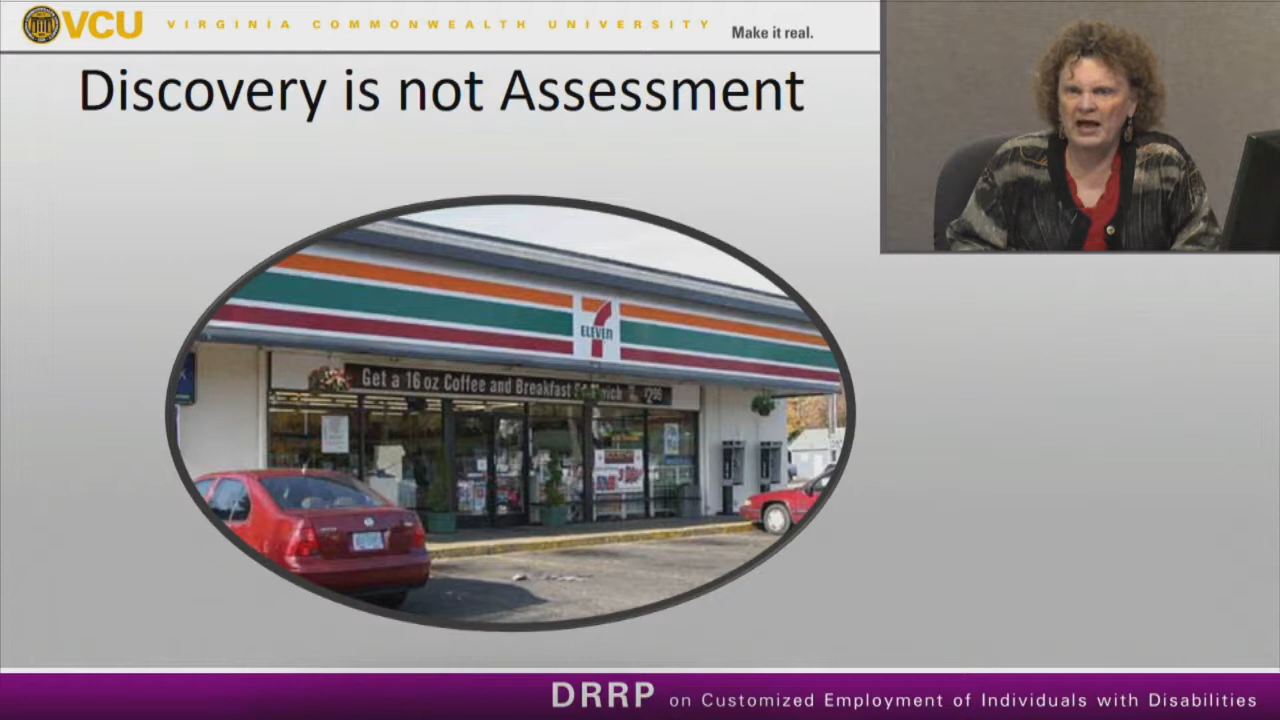 VCU VIRGINIA COMMONWEALTH UNIVERSITY Make it real.
Discovery is not Assessment
7
ELEVEN
Get a 16 oz Coffee and Breakfast
DRRP on Customized Employment of Individuals with Disabilities